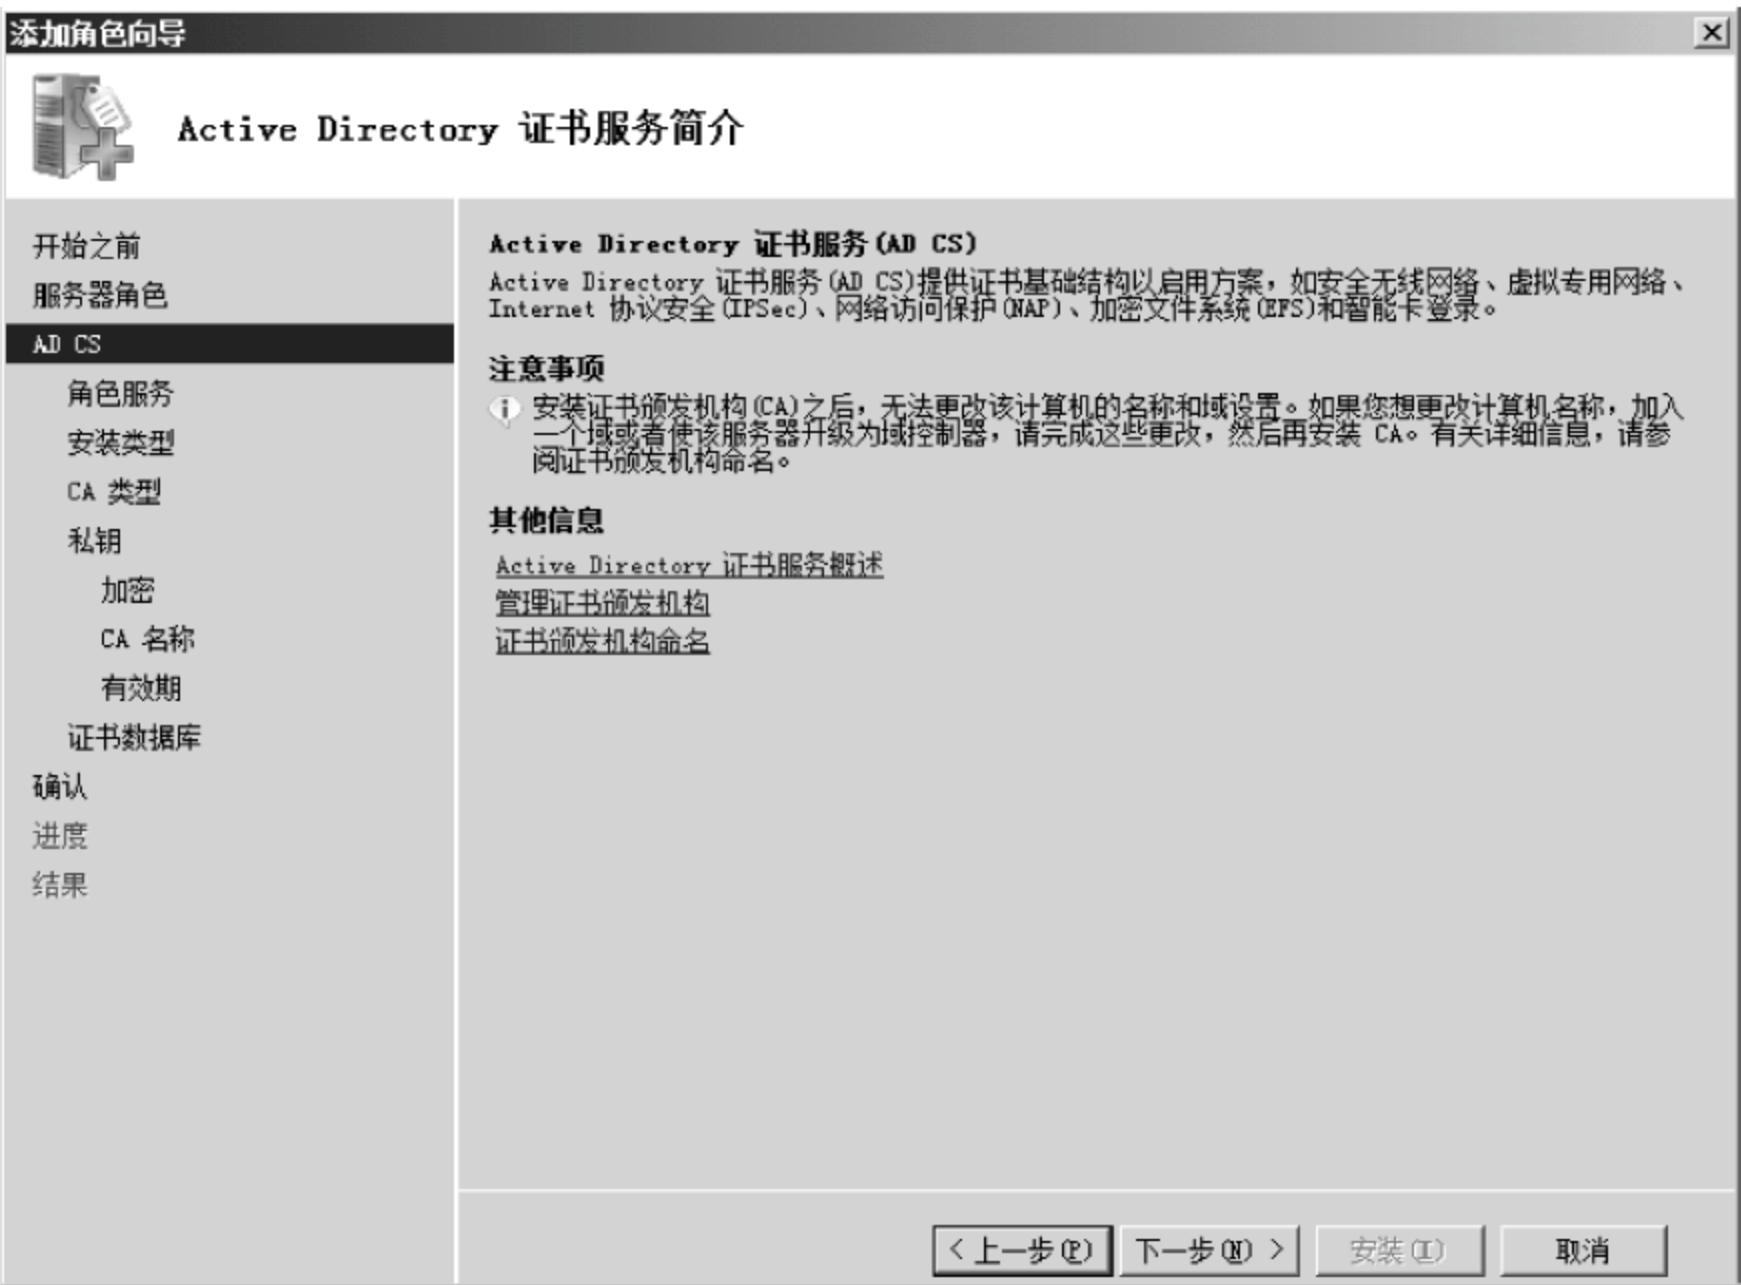 添加角色向导
Active Directory 证书服务简介
开始之前
服务器角色
AD CS
角色服务
安装类型
CA 类型
私钥
加密
CA 名称
有效期
证书数据库
确认
进度
结果
Active Directory 证书服务(AD CS)
Active Directory 证书服务(AD CS)提供证书基础结构以启用方案，如安全无线网络、虚拟专用网络、
Internet 协议安全(IPSec)、网络访问保护(NAP)、加密文件系统(EFS)和智能卡登录。
注意事项
安装证书颁发机构(CA)之后，无法更改该计算机的名称和域设置。如果您想更改计算机名称，加入
一个域或者使该服务器升级为域控制器，请完成这些更改，然后再安装 CA。有关详细信息，请参
阅证书颁发机构命名。
其他信息
Active Directory 证书服务概述
管理证书颁发机构
证书颁发机构命名
< 上一步(P)
下一步(N) >
安装(I)
取消